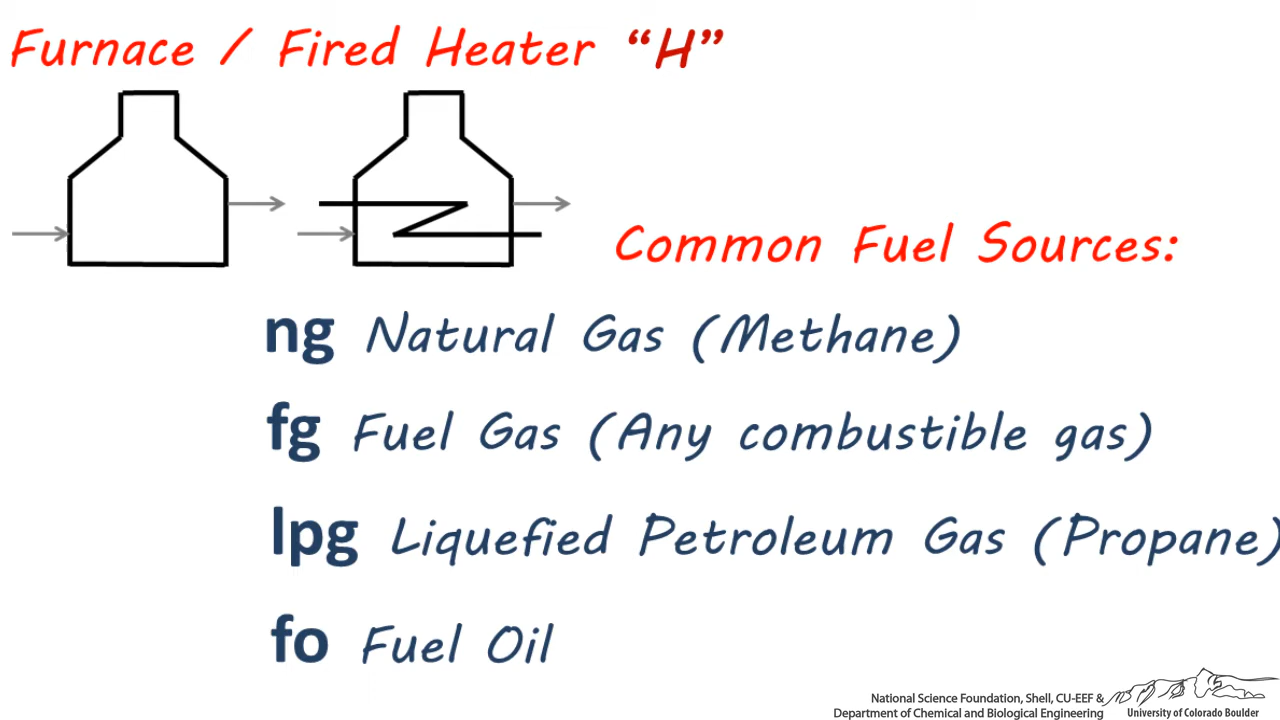 Furnace / Fired Heater “H”
Common Fuel Sources:
ng Natural Gas (Methane)
fg Fuel Gas (Any combustible gas)
lpg Liquefied Petroleum Gas (Propane)
fo Fuel Oil
National Science Foundation, Shell, CU-EEF &
Department of Chemical and Biological Engineering
University of Colorado Boulder